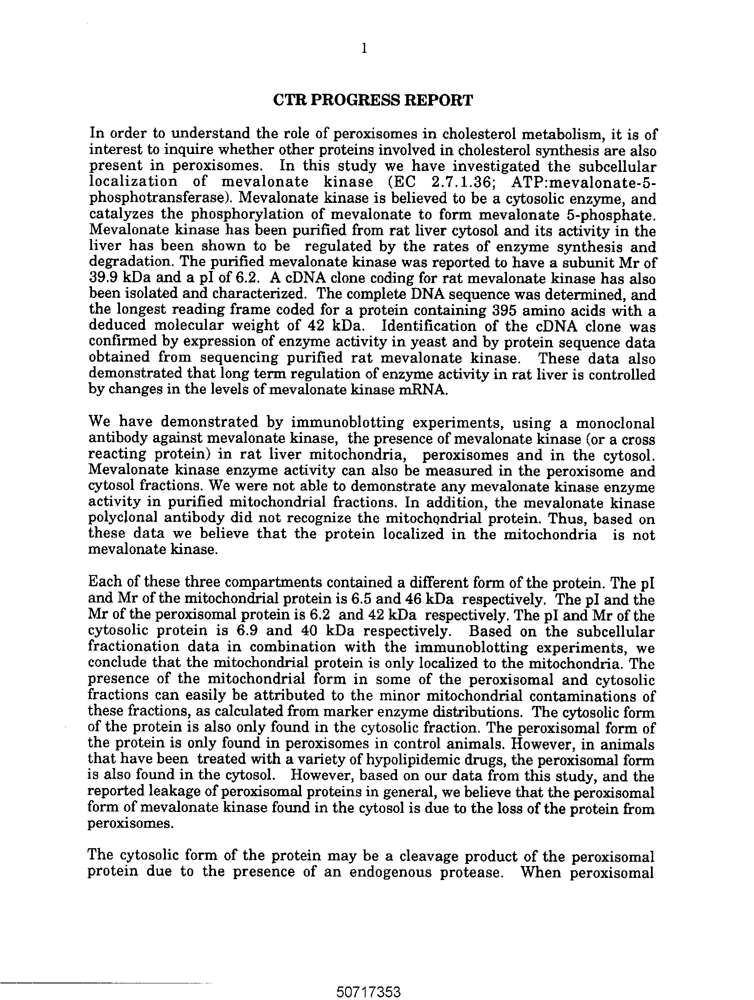 1
CTR PROGRESS REPORT
In order to understand the role of peroxisomes in cholesterol metabolism, it is of
interest to inquire whether other proteins involved in cholesterol synthesis are also
present in peroxisomes. In this study we have investigated the subcellular
localization of mevalonate kinase (EC 2.7.1.36; ATP:mevalonate-5-
phosphotransferase). Mevalonate kinase is believed to be a cytosolic enzyme, and
catalyzes the phosphorylation of mevalonate to form mevalonate 5-phosphate.
Mevalonate kinase has been purified from rat liver cytosol and its activity in the
liver has been shown to be regulated by the rates of enzyme synthesis and
degradation. The purified mevalonate kinase was reported to have a subunit Mr of
39.9 kDa and a pI of 6.2. A cDNA clone coding for rat mevalonate kinase has also
been isolated and characterized. The complete DNA sequence was determined, and
the longest reading frame coded for a protein containing 395 amino acids with a
deduced molecular weight of 42 kDa. Identification of the cDNA clone was
confirmed by expression of enzyme activity in yeast and by protein sequence data
obtained from sequencing purified rat mevalonate kinase. These data also
demonstrated that long term regulation of enzyme activity in rat liver is controlled
by changes in the levels of mevalonate kinase mRNA.
We have demonstrated by immunoblotting experiments, using a monoclonal
antibody against mevalonate kinase, the presence of mevalonate kinase (or a cross
reacting protein) in rat liver mitochondria, peroxisomes and in the cytosol.
Mevalonate kinase enzyme activity can also be measured in the peroxisome and
cytosol fractions. We were not able to demonstrate any mevalonate kinase enzyme
activity in purified mitochondrial fractions. In addition, the mevalonate kinase
polyclonal antibody did not recognize the mitochondrial protein. Thus, based on
these data we believe that the protein localized in the mitochondria is not
mevalonate kinase.
Each of these three compartments contained a different form of the protein. The pI
and Mr of the mitochondrial protein is 6.5 and 46 kDa respectively. The pI and the
Mr of the peroxisomal protein is 6.2 and 42 kDa respectively. The pI and Mr of the
cytosolic protein is 6.9 and 40 kDa respectively. Based on the subcellular
fractionation data in combination with the immunoblotting experiments, we
conclude that the mitochondrial protein is only localized to the mitochondria. The
presence of the mitochondrial form in some of the peroxisomal and cytosolic
fractions can easily be attributed to the minor mitochondrial contaminations of
these fractions, as calculated from marker enzyme distributions. The cytosolic form
of the protein is also only found in the cytosolic fraction. The peroxisomal form of
the protein is only found in peroxisomes in control animals. However, in animals
that have been treated with a variety of hypolipidemic drugs, the peroxisomal form
is also found in the cytosol. However, based on our data from this study, and the
reported leakage of peroxisomal proteins in general, we believe that the peroxisomal
form of mevalonate kinase found in the cytosol is due to the loss of the protein from
peroxisomes.
The cytosolic form of the protein may be a cleavage product of the peroxisomal
protein due to the presence of an endogenous protease. When peroxisomal
50717353